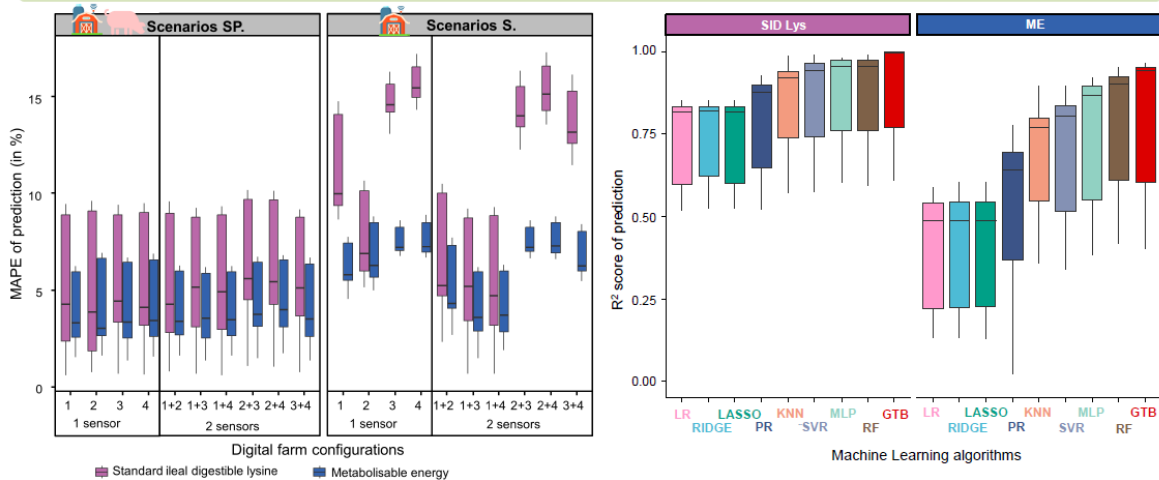 Scenarios SP.
Scenarios S.
MAPE of prediction (in %)
15
10
5
0
1 2 3 4 1+2 1+3 1+4 2+3 2+4 3+4
1 sensor 2 sensors
1 2 3 4 1+2 1+3 1+4 2+3 2+4 3+4
1 sensor 2 sensors
Digital farm configurations
Standard ileal digestible lysine Metabolisable energy
SID Lys
ME
R² score of prediction
1.00
0.75
0.50
0.25
0.00
LR LASSO KNN MLP GTB
RIDGE PR SVR RF
LR LASSO KNN MLP GTB
RIDGE PR SVR RF
Machine Learning algorithms